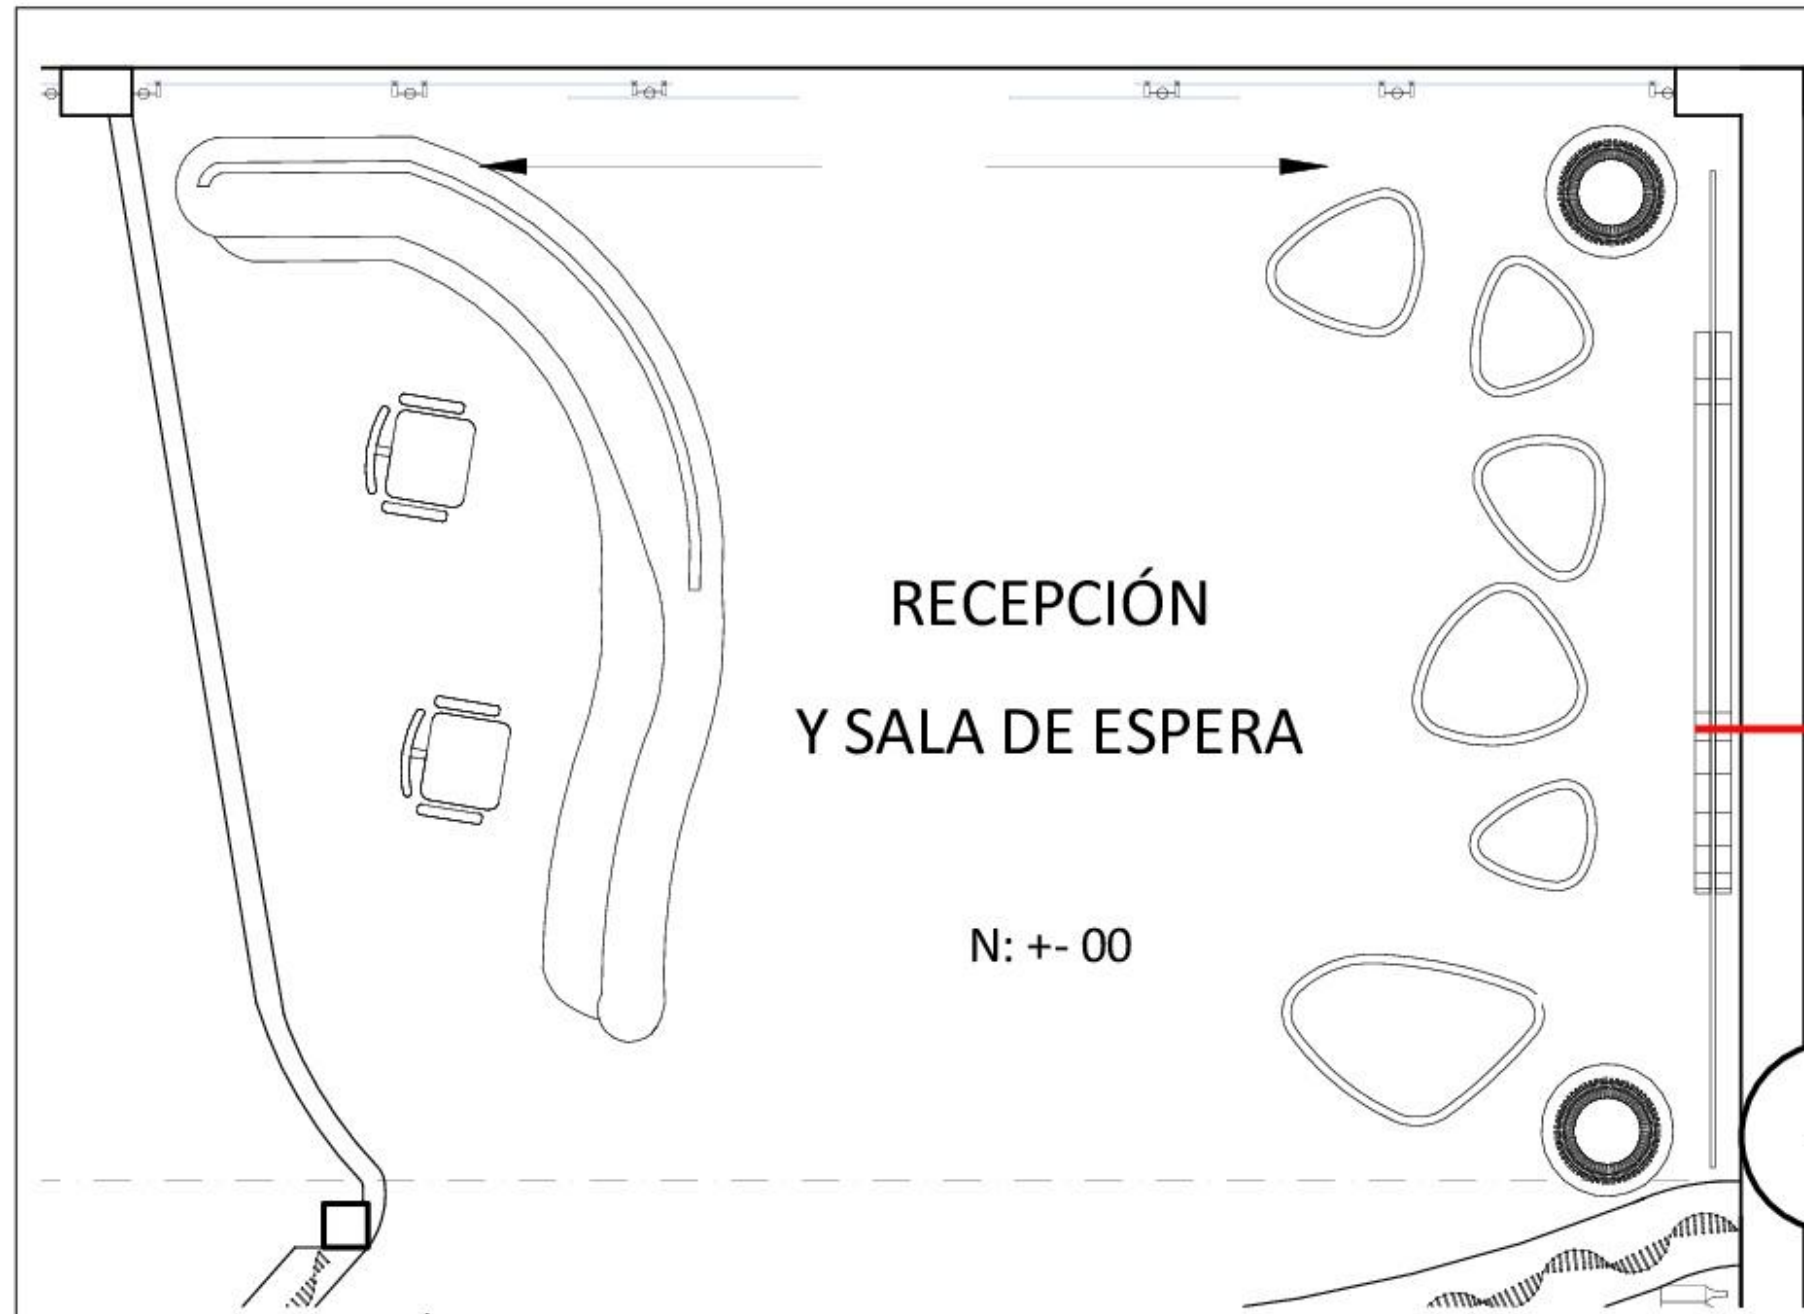 RECEPCIÓN
Y SALA DE ESPERA
N: +- 00